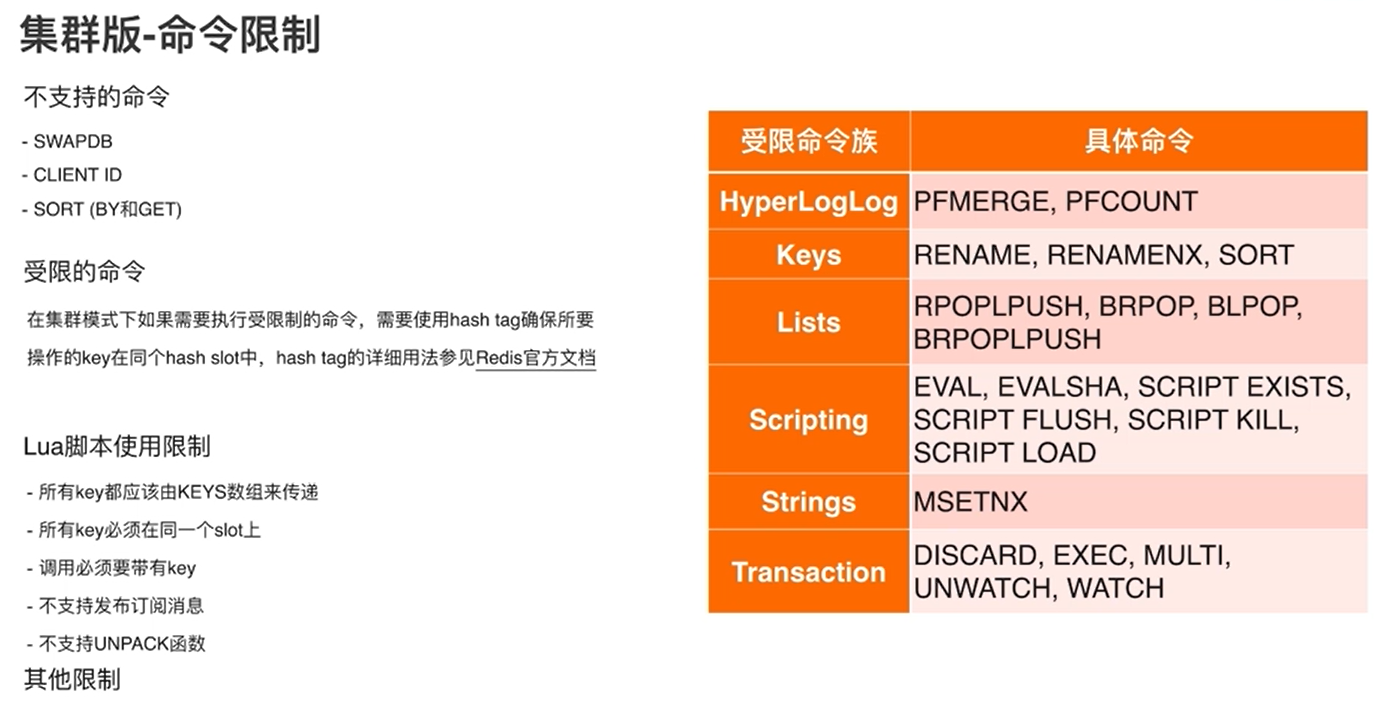 集群版-命令限制
不支持的命令
- SWAPDB
- CLIENT ID
- SORT (BY和GET)
受限的命令
在集群模式下如果需要执行受限制的命令，需要使用hash tag确保所要
操作的key在同个hash slot中，hash tag的详细用法参见Redis官方文档
Lua脚本使用限制
- 所有key都应该由KEYS数组来传递
- 所有key必须在同一个slot上
- 调用必须要带有key
- 不支持发布订阅消息
- 不支持UNPACK函数
其他限制
受限命令族 具体命令
HyperLogLog PFMERGE, PFCOUNT
Keys RENAME, RENAMENX, SORT
Lists RPOPLPUSH, BRPOP, BLPOP,
BRPOPLPUSH
Scripting EVAL, EVALSHA, SCRIPT EXISTS,
SCRIPT FLUSH, SCRIPT KILL,
SCRIPT LOAD
Strings MSETNX
Transaction DISCARD, EXEC, MULTI,
UNWATCH, WATCH